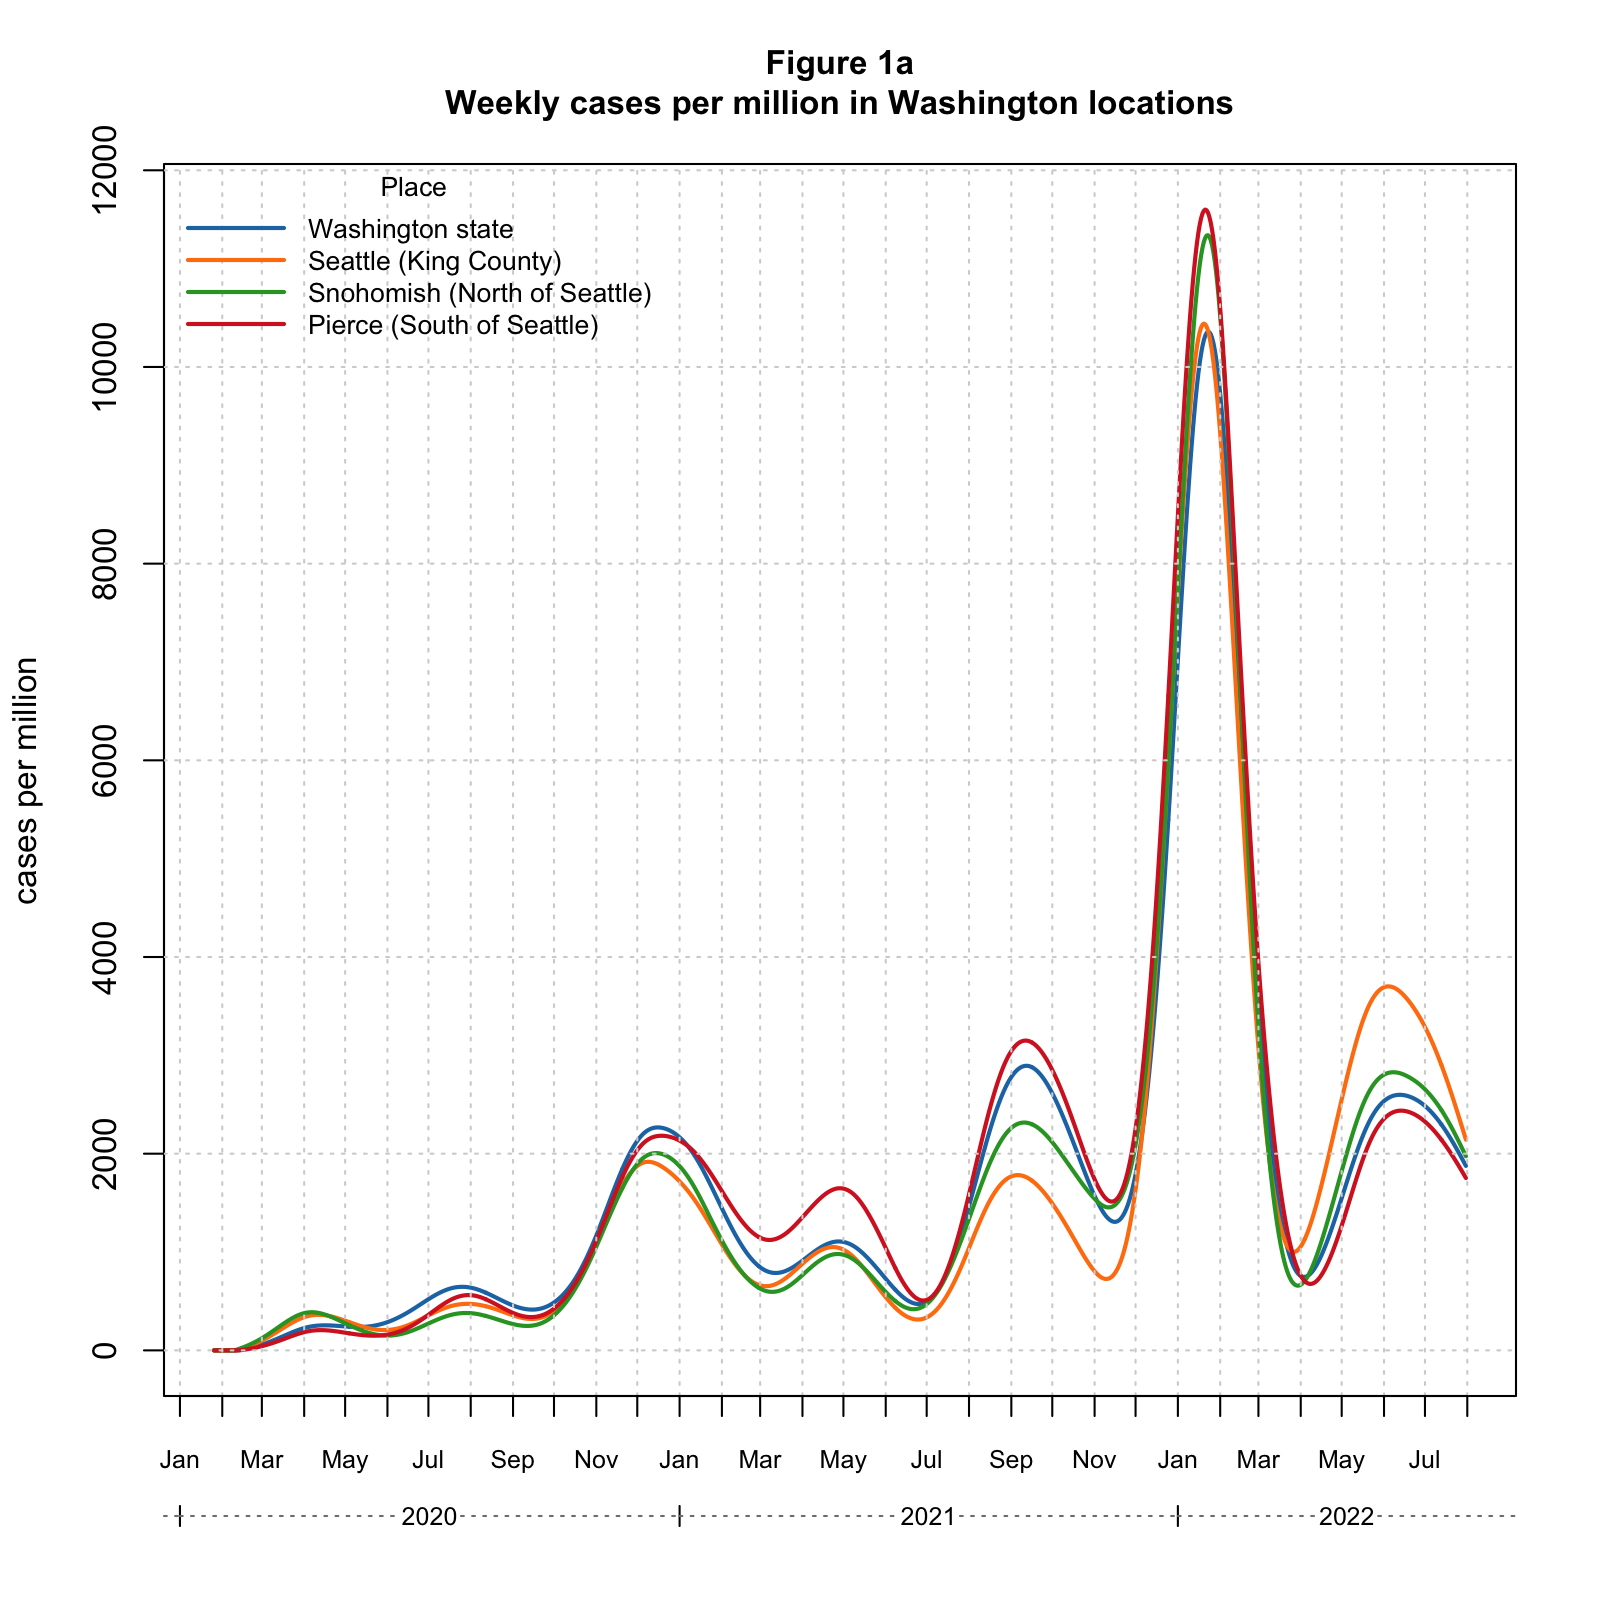 Figure 1a
Weekly cases per million in Washington locations
Place
Washington state
Seattle (King County)
Snohomish (North of Seattle)
Pierce (South of Seattle)
12000
10000
8000
6000
4000
2000
0
cases per million
Jan Mar May Jul Sep Nov Jan Mar May Jul Sep Nov Jan Mar May Jul
2020 2021 2022